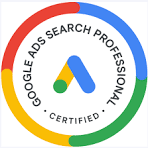 GOOGLE ADS SEARCH PROFESSIONAL
• CERTIFIED •